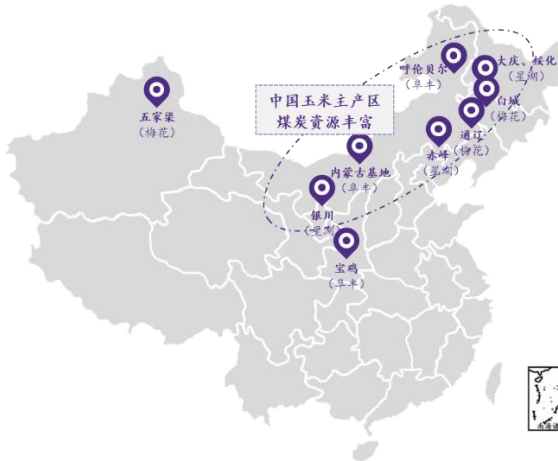 呼伦贝尔
(阜丰)
大庆、绥化
(星湖)
白城
(梅花)
通辽
(梅花)
赤峰
(星湖)
五家渠
(梅花)
中国玉米主产区
煤炭资源丰富
内蒙古基地
(阜丰)
银川
(星湖)
宝鸡
(阜丰)